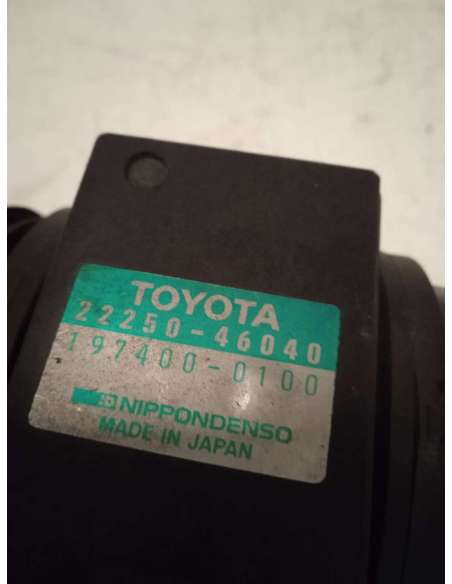 TOYOTA
22250-46040
197400-0100
NIPPONDENSO
MADE IN JAPAN